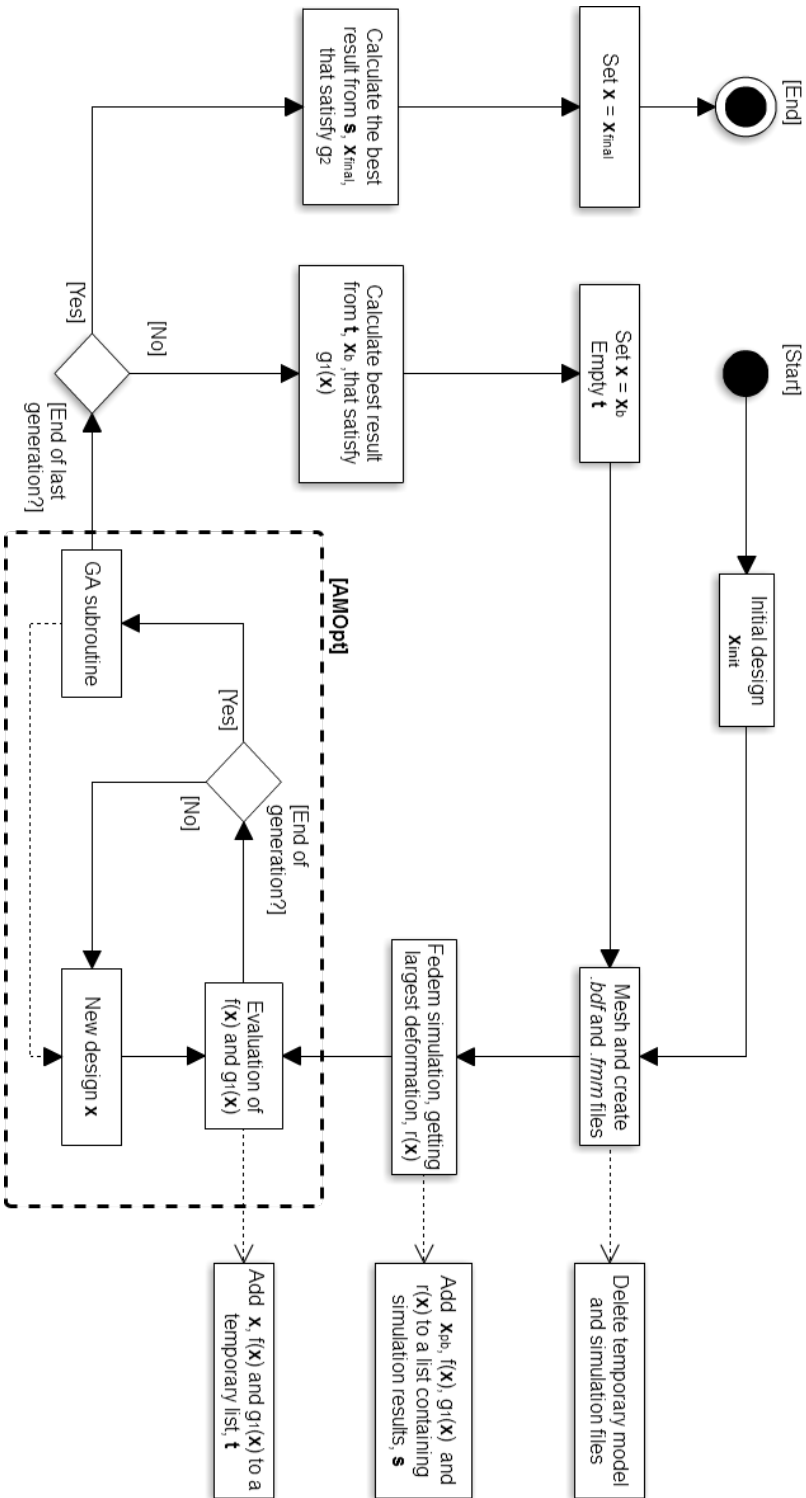 [Start]
Initial design
xinit
Mesh and create
.bdf and .fmm files
Delete temporary model
and simulation files
Fedem simulation, getting
largest deformation, r(x)
Add xpb, f(x), g1(x) and
r(x) to a list containing
simulation results, s
[AMOpt]
Evaluation of
f(x) and g1(x)
Add x, f(x) and g1(x) to a
temporary list, t
[End of
generation?]
[No]
[Yes]
New design x
GA subroutine
[End of last
generation?]
[No]
[Yes]
Calculate best result
from t, xb ,that satisfy
g1(x)
Set x = xb
Empty t
Calculate the best
result from s, xfinal,
that satisfy g2
Set x = xfinal
[End]